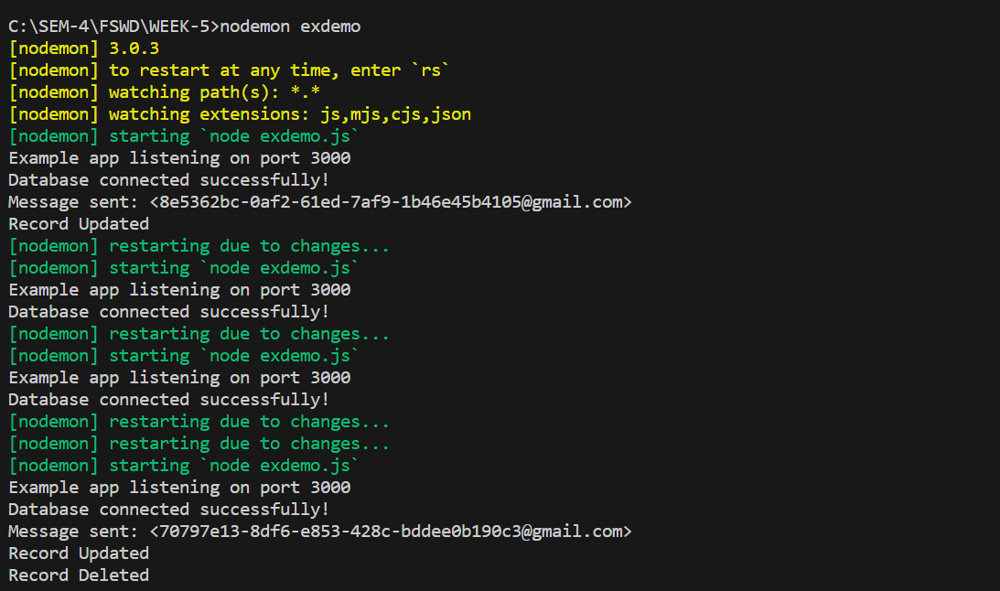 C:\SEM-4\FSWD\WEEK-5>nodemon exdemo
[nodemon] 3.0.3
[nodemon] to restart at any time, enter `rs`
[nodemon] watching path(s): *.*
[nodemon] watching extensions: js,mjs,cjs,json
[nodemon] starting `node exdemo.js`
Example app listening on port 3000
Database connected successfully!
Message sent: <8e5362bc-0af2-61ed-7af9-1b46e45b4105@gmail.com>
Record Updated
[nodemon] restarting due to changes...
[nodemon] starting `node exdemo.js`
Example app listening on port 3000
Database connected successfully!
[nodemon] restarting due to changes...
[nodemon] starting `node exdemo.js`
Example app listening on port 3000
Database connected successfully!
[nodemon] restarting due to changes...
[nodemon] restarting due to changes...
[nodemon] starting `node exdemo.js`
Example app listening on port 3000
Database connected successfully!
Message sent: <70797e13-8df6-e853-428c-bddee0b190c3@gmail.com>
Record Updated
Record Deleted